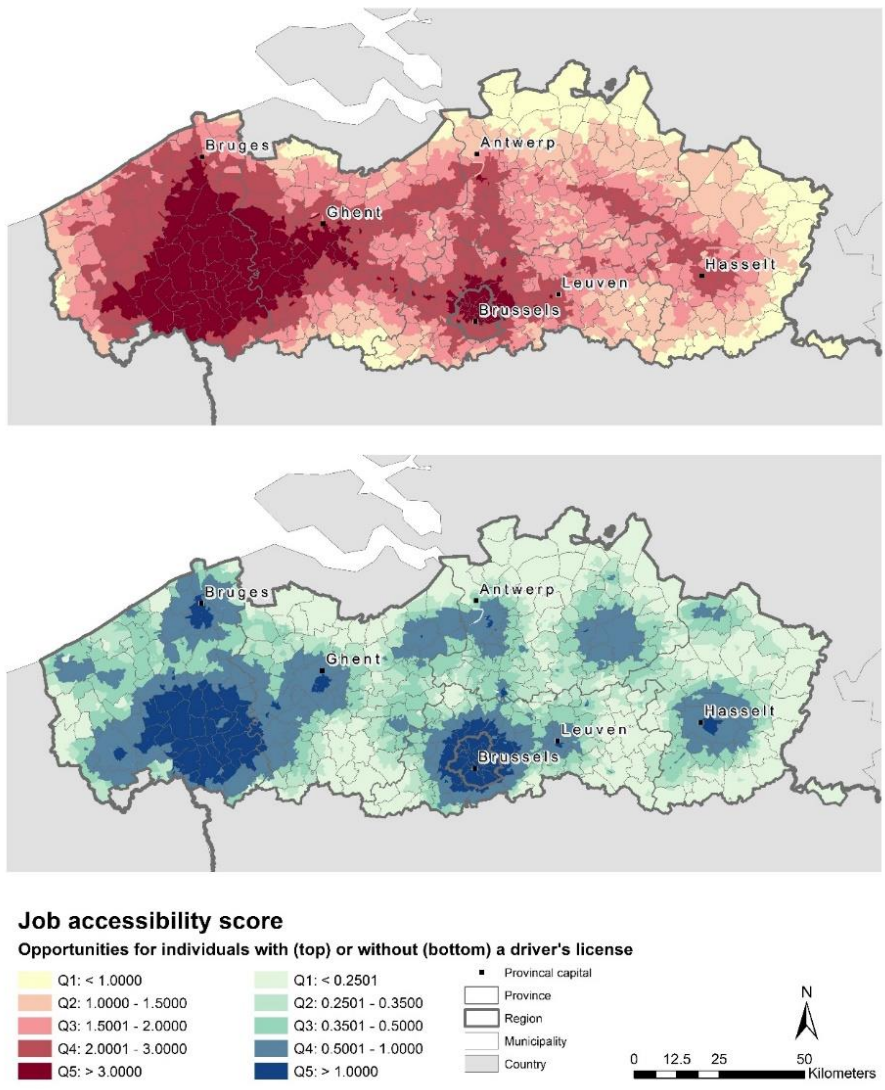 Bruges
Antwerp
Ghent
Hasselt
Leuven
Brussels
Bruges
Antwerp
Ghent
Hasselt
Leuven
Brussels
Job accessibility score
Opportunities for individuals with (top) or without (bottom) a driver's license
Q1: < 1.0000
Q2: 1.0000 - 1.5000
Q3: 1.5001 - 2.0000
Q4: 2.0001 - 3.0000
Q5: > 3.0000
Q1: < 0.2501
Q2: 0.2501 - 0.3500
Q3: 0.3501 - 0.5000
Q4: 0.5001 - 1.0000
Q5: > 1.0000
Provincal capital
Province
Region
Municipality
Country
N
0 12.5 25 50
Kilometers